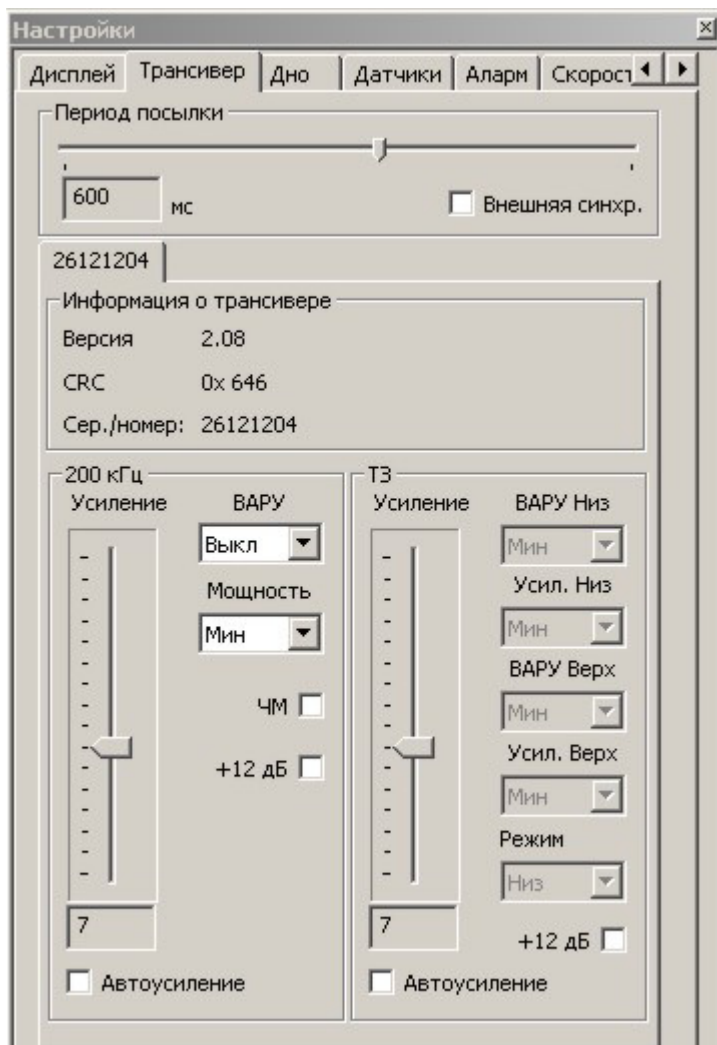 Настройки
Дисплей Трансивер Дно Датчики Аларм Скорост
Период посылки
600 мс Внешняя синхр.
26121204
Информация о трансивере
Версия 2.08
CRC 0x 646
Сер./номер: 26121204
200 кГц
Усиление ВАРУ
Выкл
Мощность
Мин
ЧМ
+12 дБ
7
Автоусиление
ТЗ
Усиление ВАРУ Низ
Мин
Усил. Низ
Мин
ВАРУ Верх
Мин
Усил. Верх
Мин
Режим
Низ
+12 дБ
7
Автоусиление